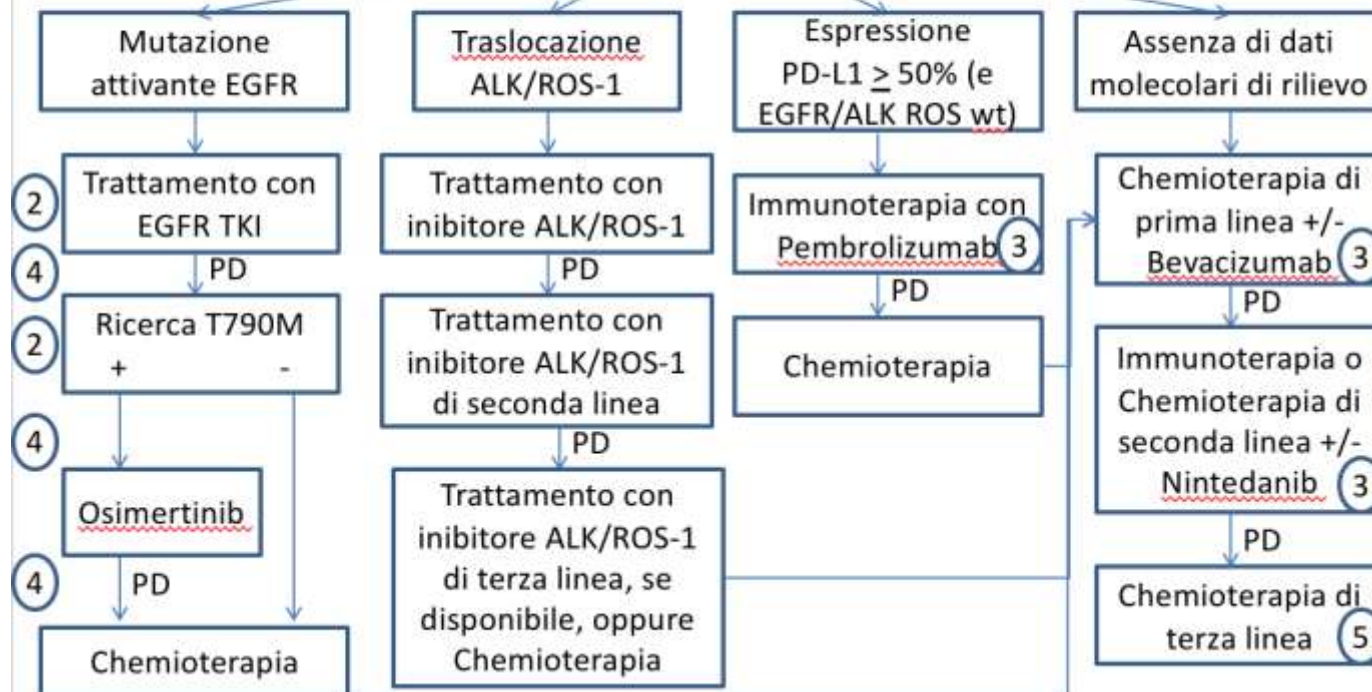 Mutazione
attivante EGFR
2
Trattamento con
EGFR TKI
4
PD
2
Ricerca T790M
+ -
4
Osimertinib
4
PD
Chemioterapia
Traslocazione
ALK/ROS-1
Trattamento con
inibitore ALK/ROS-1
PD
Trattamento con
inibitore ALK/ROS-1
di seconda linea
PD
Trattamento con
inibitore ALK/ROS-1
di terza linea, se
disponibile, oppure
Chemioterapia
Espressione
PD-L1 ≥ 50% (e
EGFR/ALK ROS wt)
Immunoterapia con
Pembrolizumab 3
PD
Chemioterapia
Assenza di dati
molecolari di rilievo
Chemioterapia di
prima linea +/-
Bevacizumab 3
PD
Immunoterapia o
Chemioterapia di
seconda linea +/-
Nintedanib 3
PD
Chemioterapia di
terza linea 5